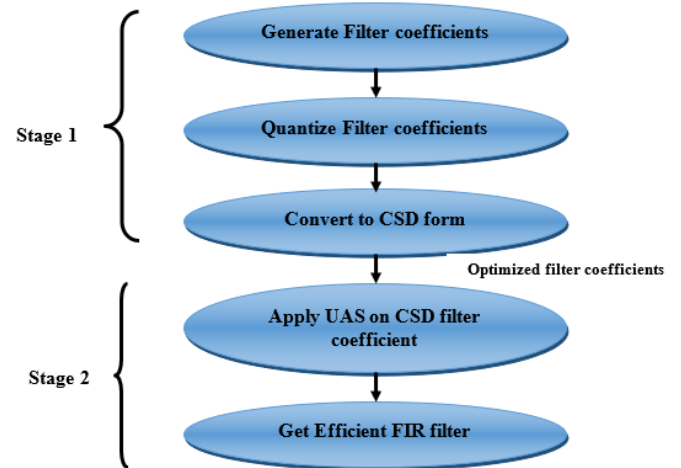 Generate Filter coefficients
Stage 1
Quantize Filter coefficients
Convert to CSD form
Optimized filter coefficients
Apply UAS on CSD filter
coefficient
Stage 2
Get Efficient FIR filter